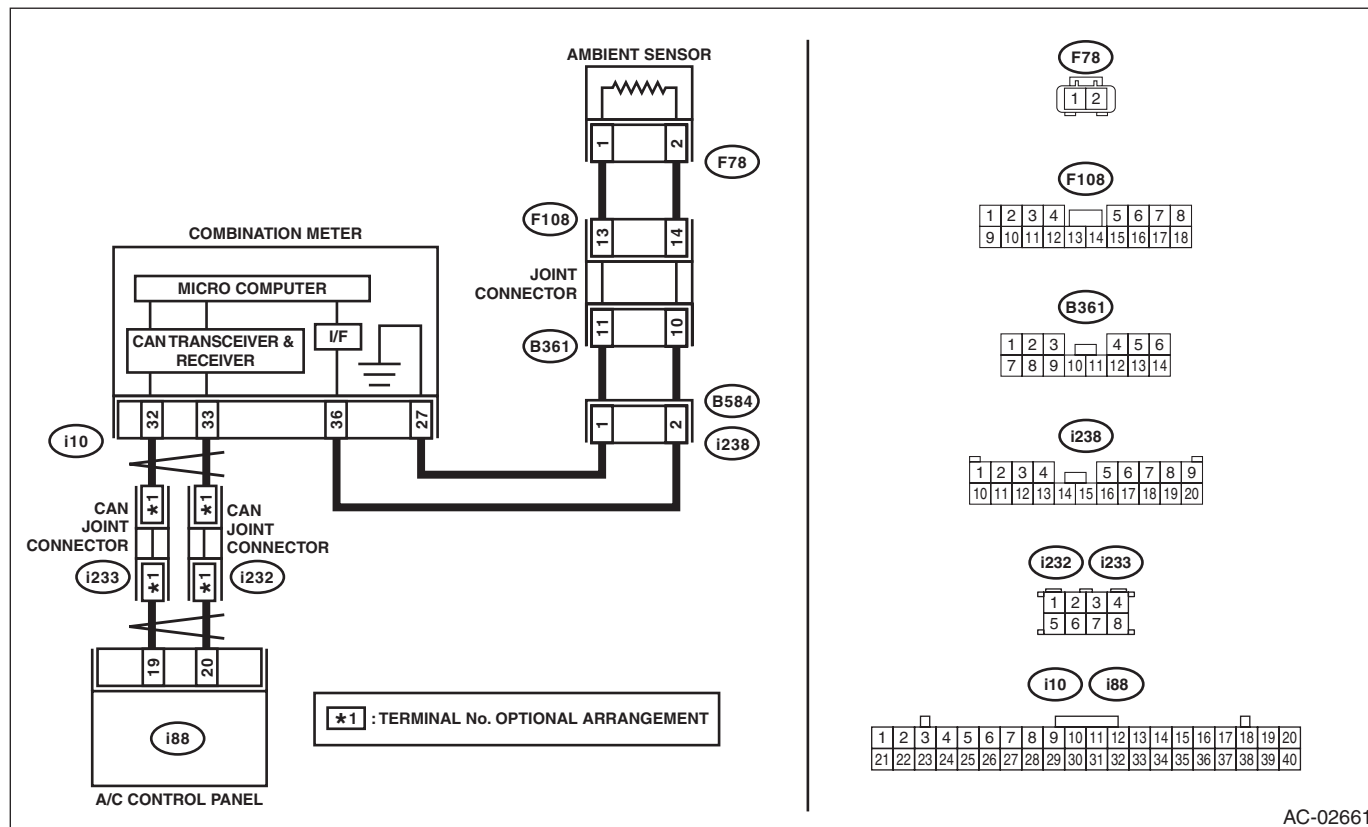 AMBIENT SENSOR
1 2
F78
F108
13 14
JOINT
CONNECTOR
11 10
B361
B584
1 2
i238
COMBINATION METER
MICRO COMPUTER
CAN TRANSCEIVER &
RECEIVER
I/F
32 33 36 27
i10
*1 *1
CAN
JOINT
CONNECTOR
CAN
JOINT
CONNECTOR
i233
*1 *1
i232
19 20
i88
A/C CONTROL PANEL
*1 : TERMINAL No. OPTIONAL ARRANGEMENT
F78
1 2
F108
1 2 3 4 5 6 7 8
9 10 11 12 13 14 15 16 17 18
B361
1 2 3 4 5 6
7 8 9 10 11 12 13 14
i238
1 2 3 4 5 6 7 8 9
10 11 12 13 14 15 16 17 18 19 20
i232 i233
1 2 3 4
5 6 7 8
i10 i88
1 2 3 4 5 6 7 8 9 10 11 12 13 14 15 16 17 18 19 20
21 22 23 24 25 26 27 28 29 30 31 32 33 34 35 36 37 38 39 40
AC-02661